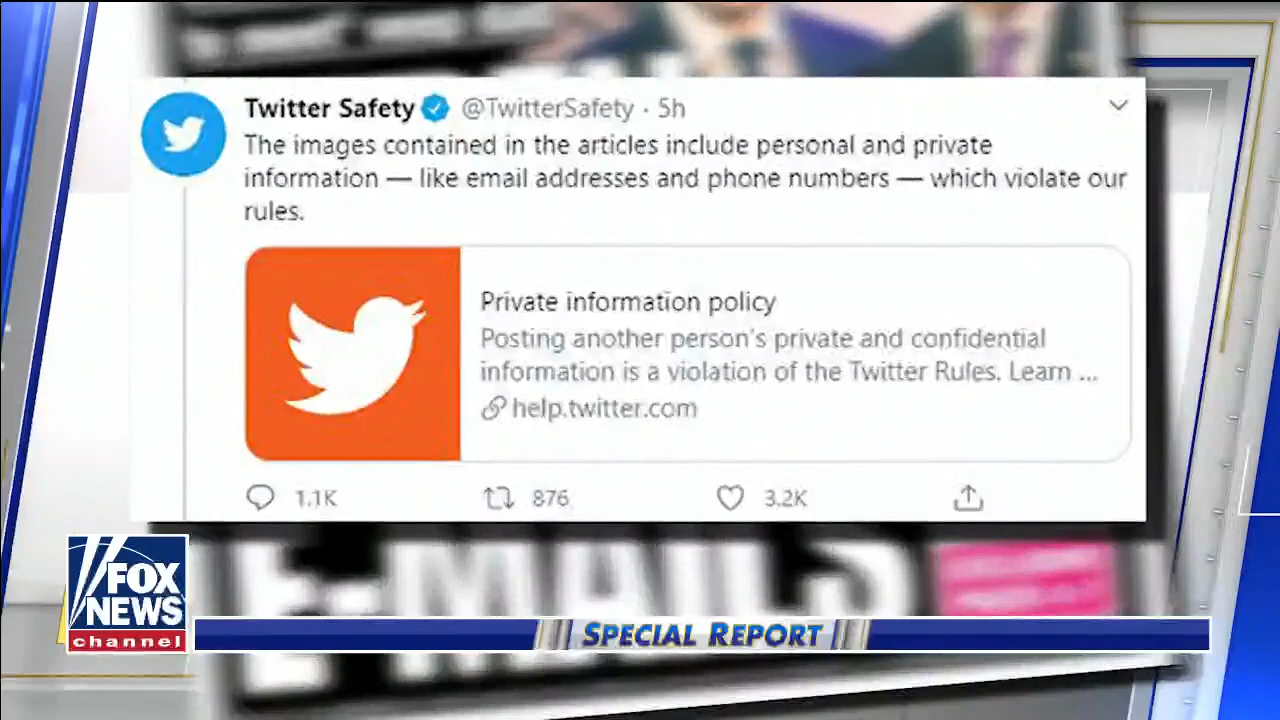 Twitter Safety @TwitterSafety · 5h
The images contained in the articles include personal and private
information — like email addresses and phone numbers — which violate our
rules.
Private information policy
Posting another person's private and confidential
information is a violation of the Twitter Rules. Learn ...
help.twitter.com
1.1K 876 3.2K
E-MAILS
FOX
NEWS
channel
SPECIAL REPORT